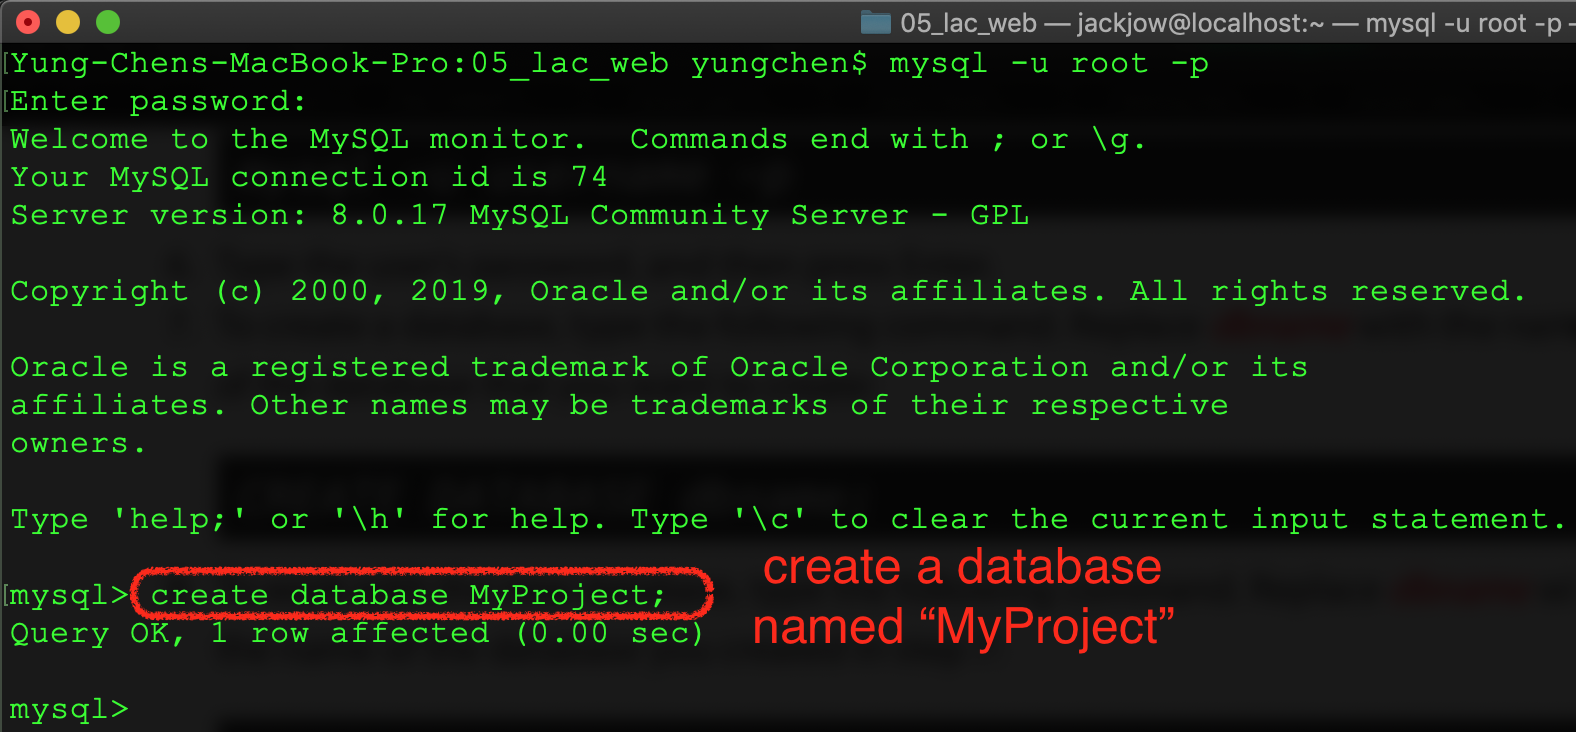 05_lac_web — jackjow@localhost:~ — mysql -u root -p
Yung-Chens-MacBook-Pro:05_lac_web yungchen$ mysql -u root -p
Enter password:
Welcome to the MySQL monitor.  Commands end with ; or \g.
Your MySQL connection id is 74
Server version: 8.0.17 MySQL Community Server - GPL
Copyright (c) 2000, 2019, Oracle and/or its affiliates. All rights reserved.
Oracle is a registered trademark of Oracle Corporation and/or its
affiliates. Other names may be trademarks of their respective
owners.
Type 'help;' or '\h' for help. Type '\c' to clear the current input statement.
mysql> create database MyProject;
create a database
named “MyProject”
Query OK, 1 row affected (0.00 sec)
mysql>